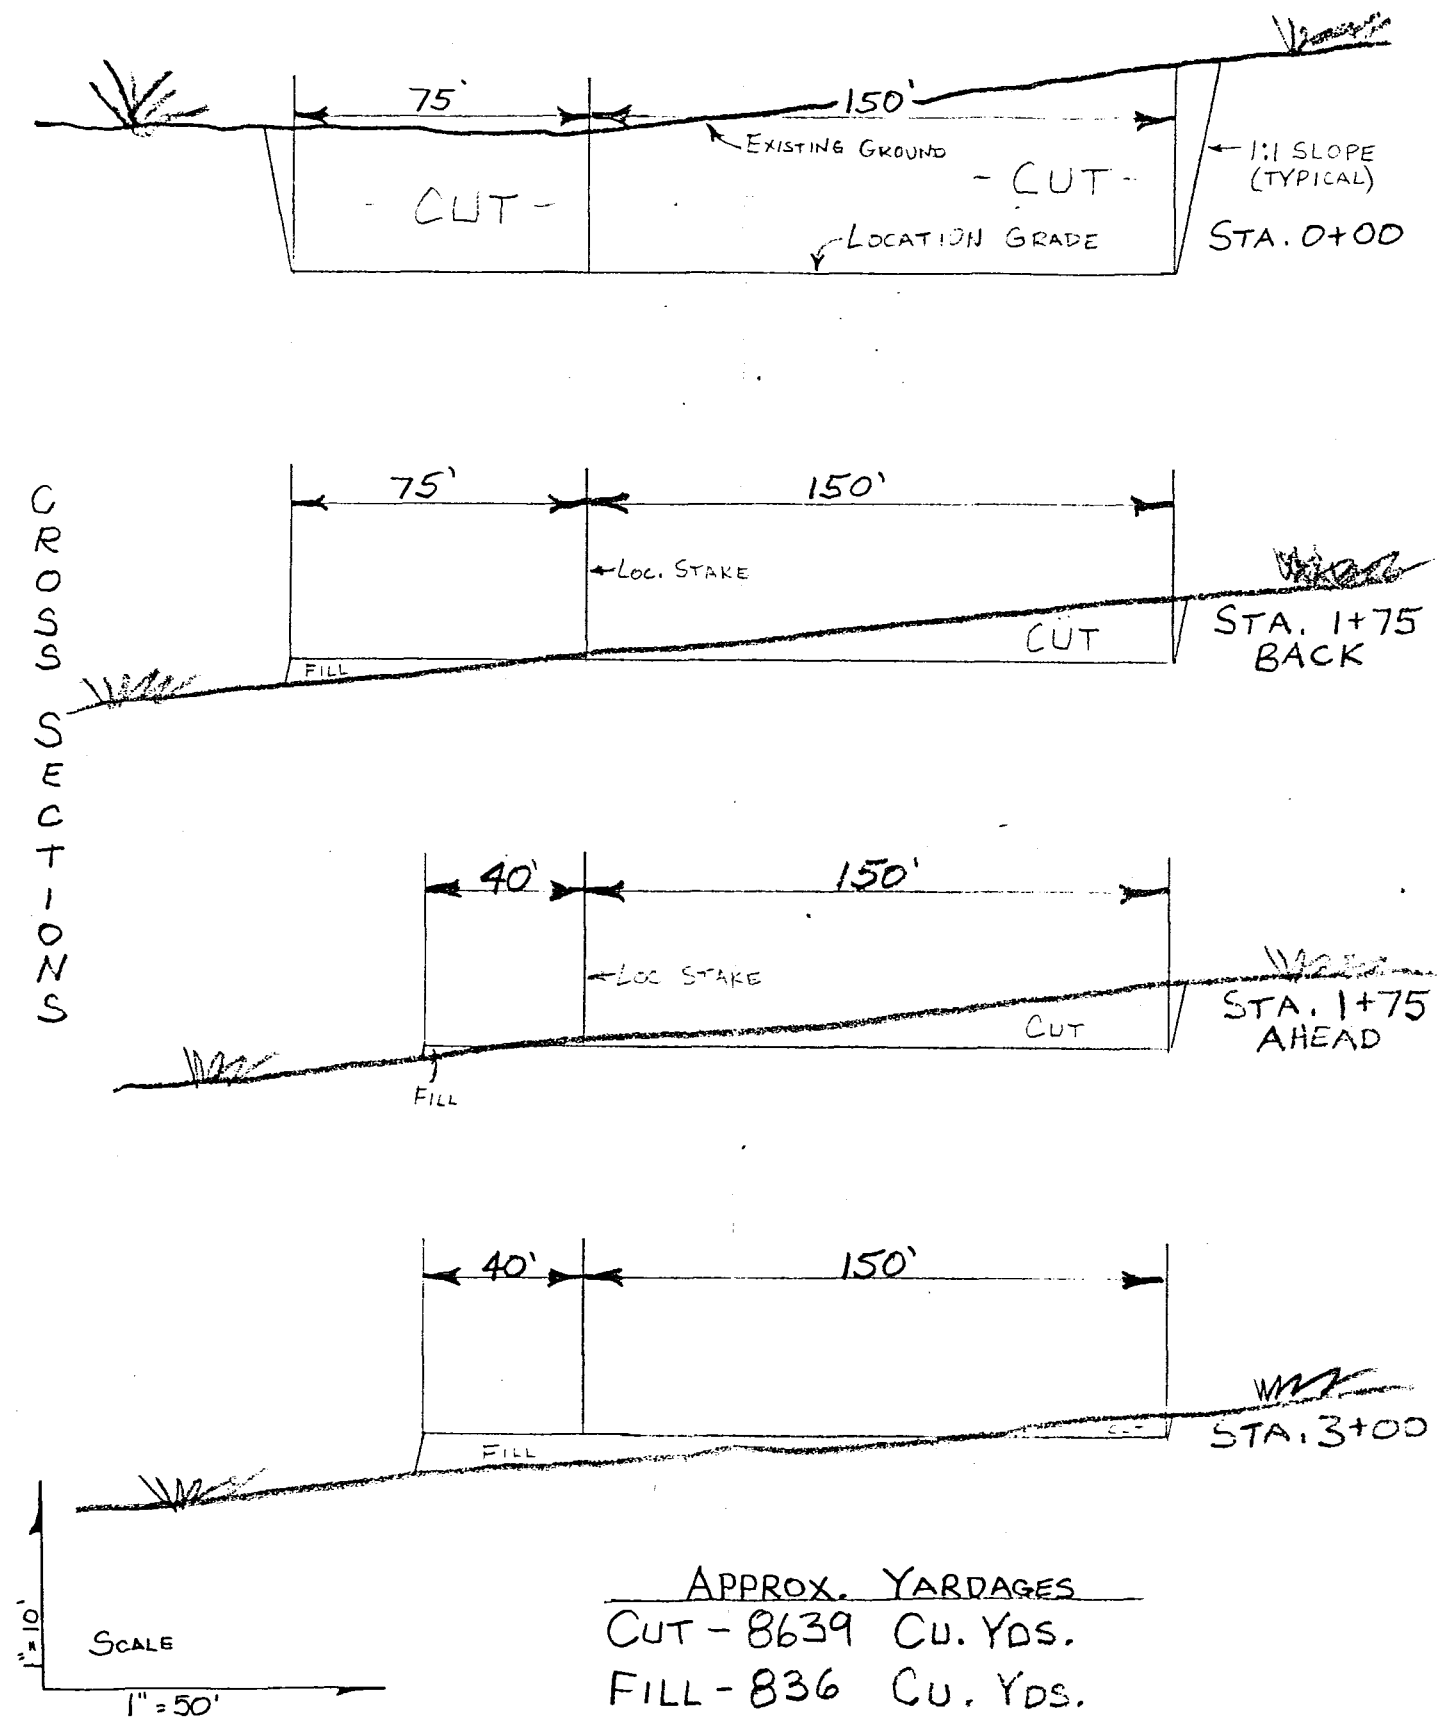 75' 150'
EXISTING GROUND
1:1 SLOPE
(TYPICAL)
- CUT -
- CUT -
LOCATION GRADE
STA. 0+00
CROSS SECTIONS
75' 150'
LOC. STAKE
FILL
CUT
STA. 1+75
BACK
40' 150'
LOC STAKE
CUT
STA. 1+75
AHEAD
FILL
40' 150'
FILL
CUT
STA. 3+00
1" = 10'
SCALE
1" = 50'
APPROX. YARDAGES
CUT - 8639 CU. YDS.
FILL - 836 CU. YDS.